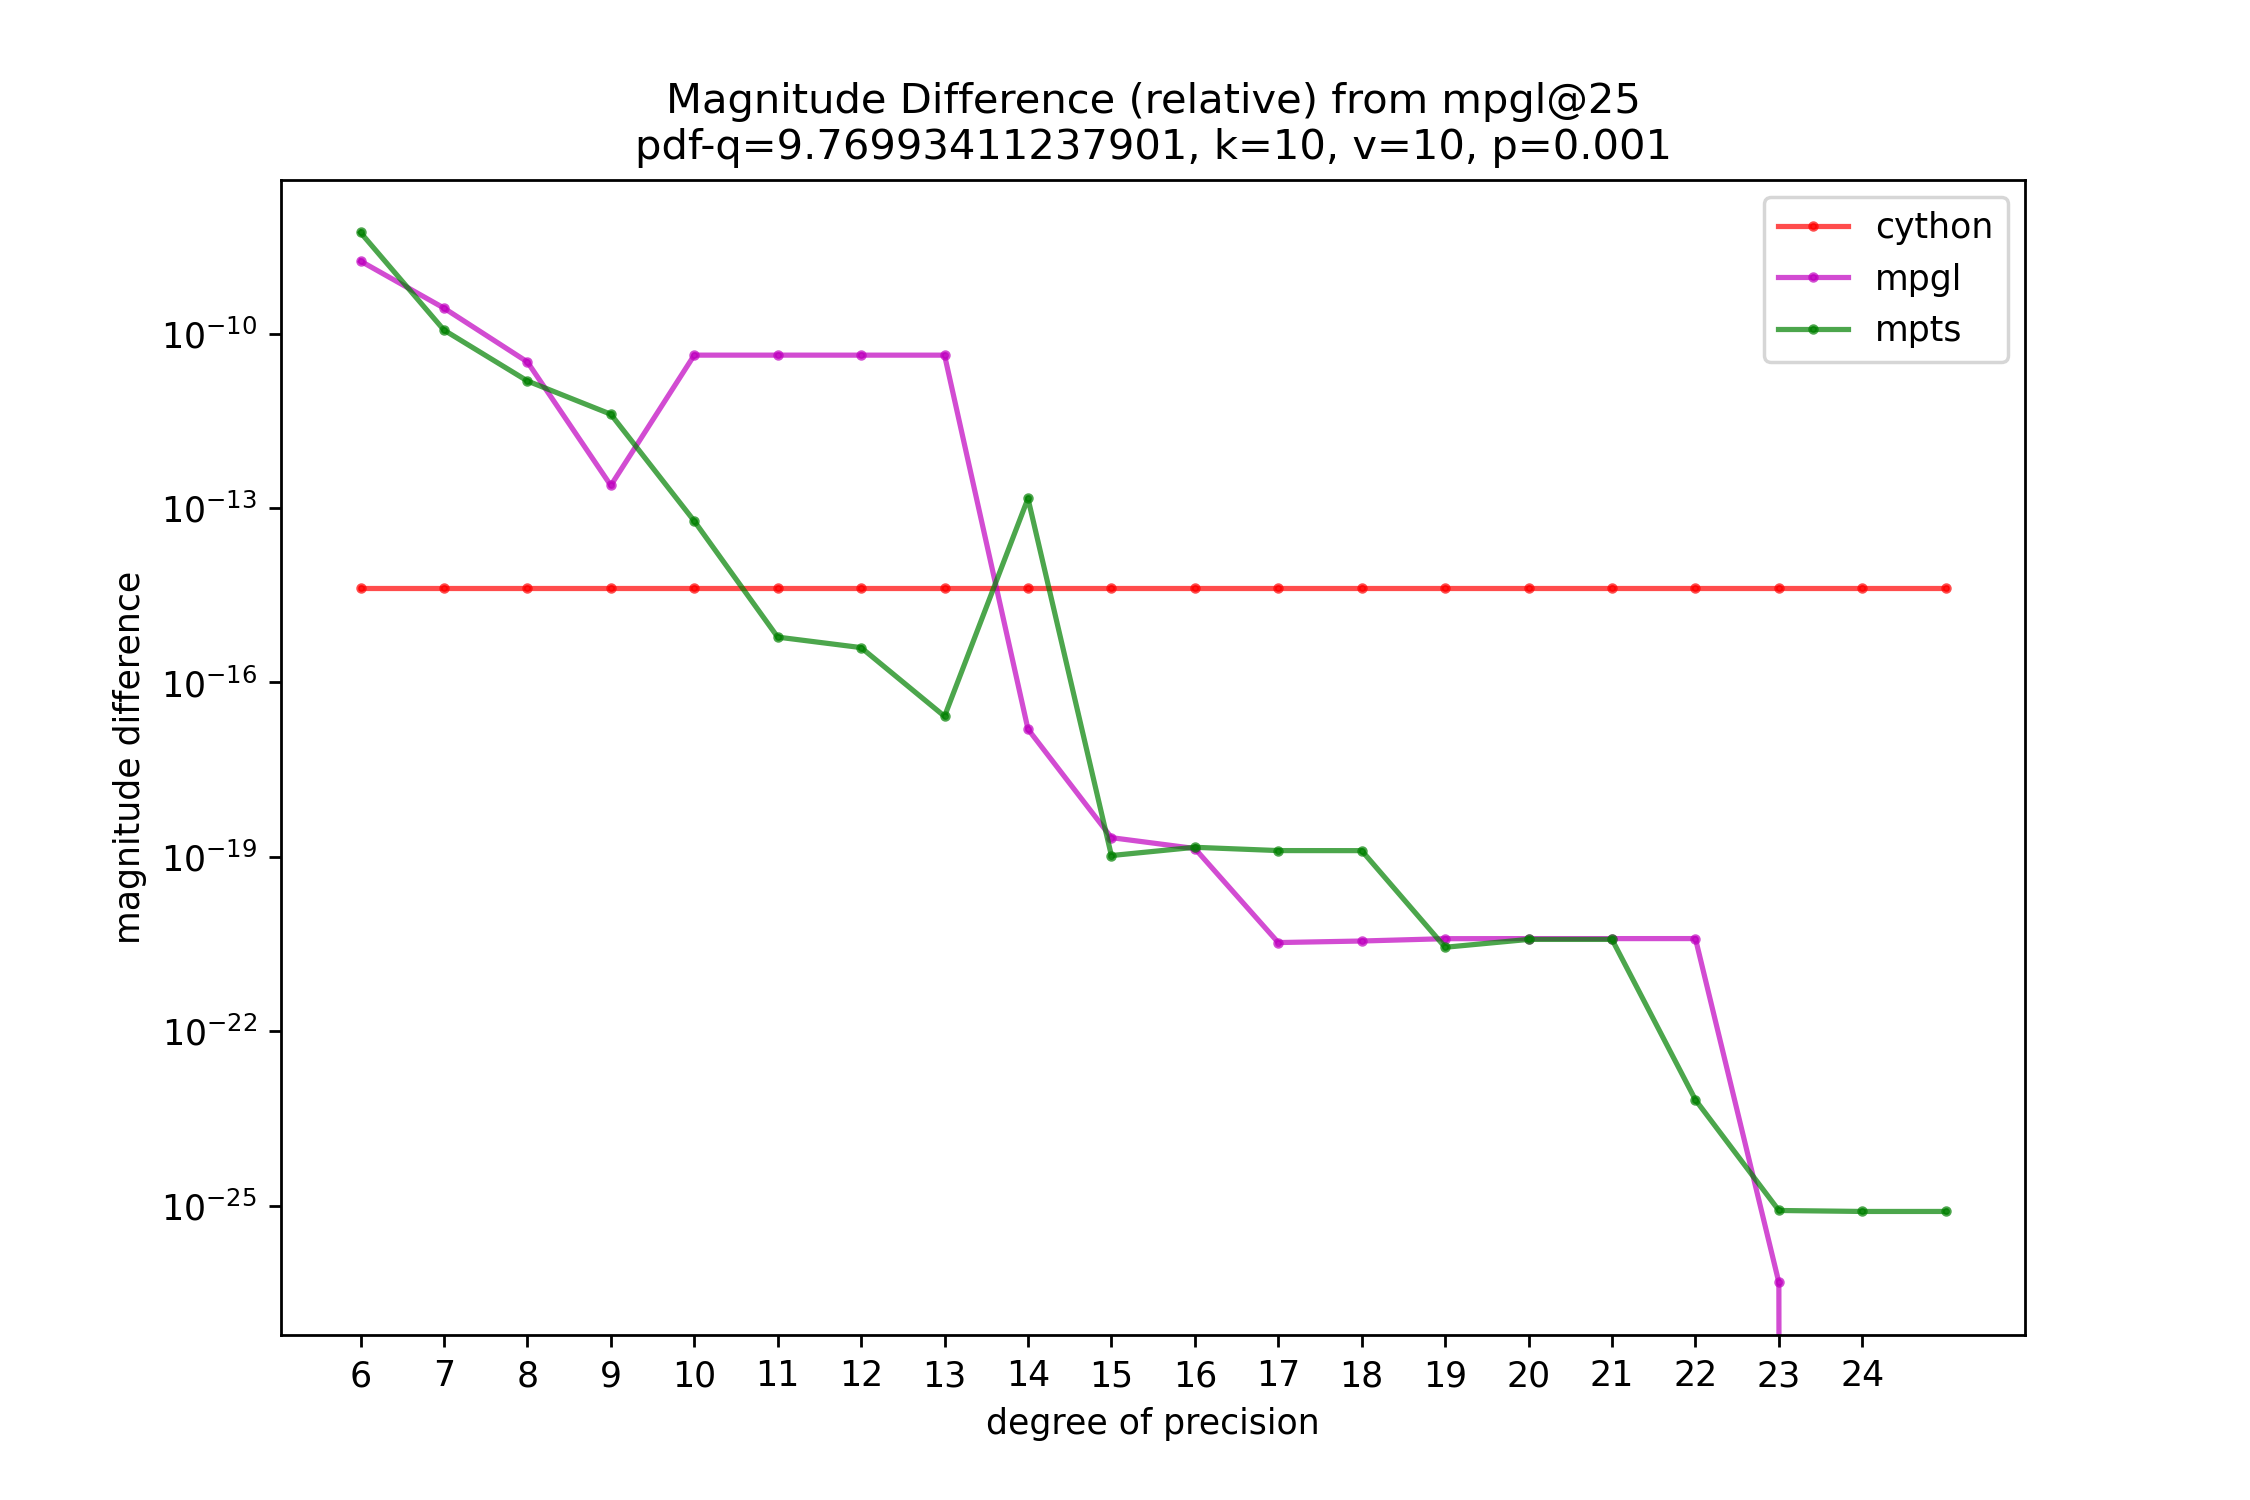 Magnitude Difference (relative) from mpgl@25
pdf-q=9.76993411237901, k=10, v=10, p=0.001
cython
mpgl
mpts
magnitude difference
10⁻¹⁰
10⁻¹³
10⁻¹⁶
10⁻¹⁹
10⁻²²
10⁻²⁵
6 7 8 9 10 11 12 13 14 15 16 17 18 19 20 21 22 23 24
degree of precision